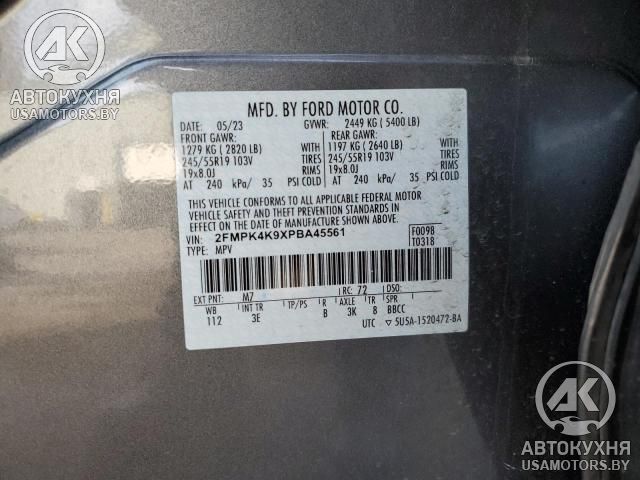 AK
АВТОКУХНЯ
USAMOTORS.BY
MFD. BY FORD MOTOR CO.
DATE: 05/23 GVWR: 2449 KG ( 5400 LB)
FRONT GAWR: REAR GAWR:
1279 KG ( 2820 LB) WITH 1197 KG ( 2640 LB) WITH
245/55R19 103V TIRES 245/55R19 103V TIRES
19x8.0J RIMS 19x8.0J RIMS
AT 240 kPa/ 35 PSI COLD AT 240 kPa/ 35 PSI COLD
THIS VEHICLE CONFORMS TO ALL APPLICABLE FEDERAL MOTOR
VEHICLE SAFETY AND THEFT PREVENTION STANDARDS IN
EFFECT ON THE DATE OF MANUFACTURE SHOWN ABOVE.
VIN: 2FMPK4K9XPBA45561 F0098
TYPE: MPV T0318
EXT PNT: M7 RC: 72 DSO:
WB INT TR TP/PS R AXLE TR SPR
112 3E B 3K 8 BBCC
UTC ▽ 5U5A-1520472-BA
AK
АВТОКУХНЯ
USAMOTORS.BY